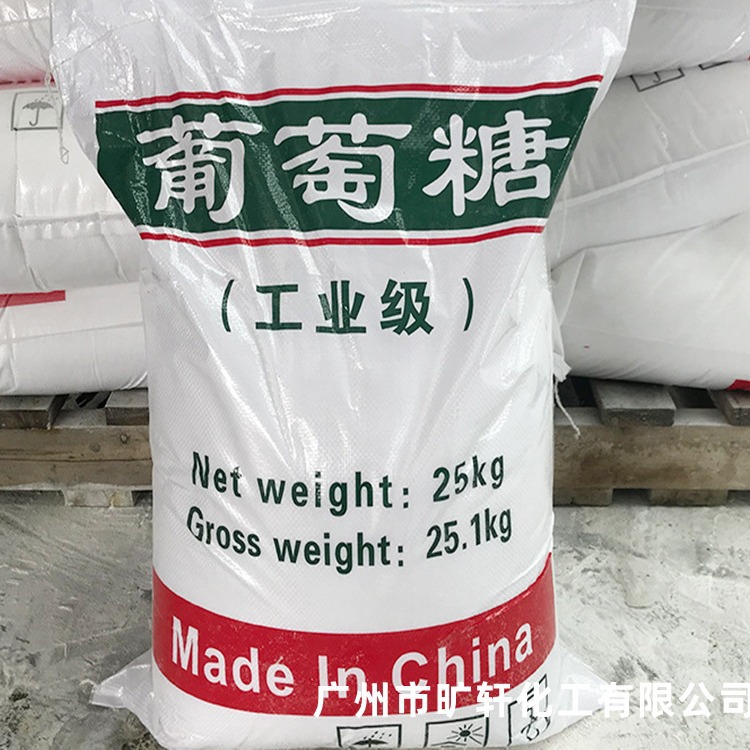 葡萄糖
（工业级）
Net weight: 25kg
Gross weight: 25.1kg
Made In China
广州市旷轩化工有限公司